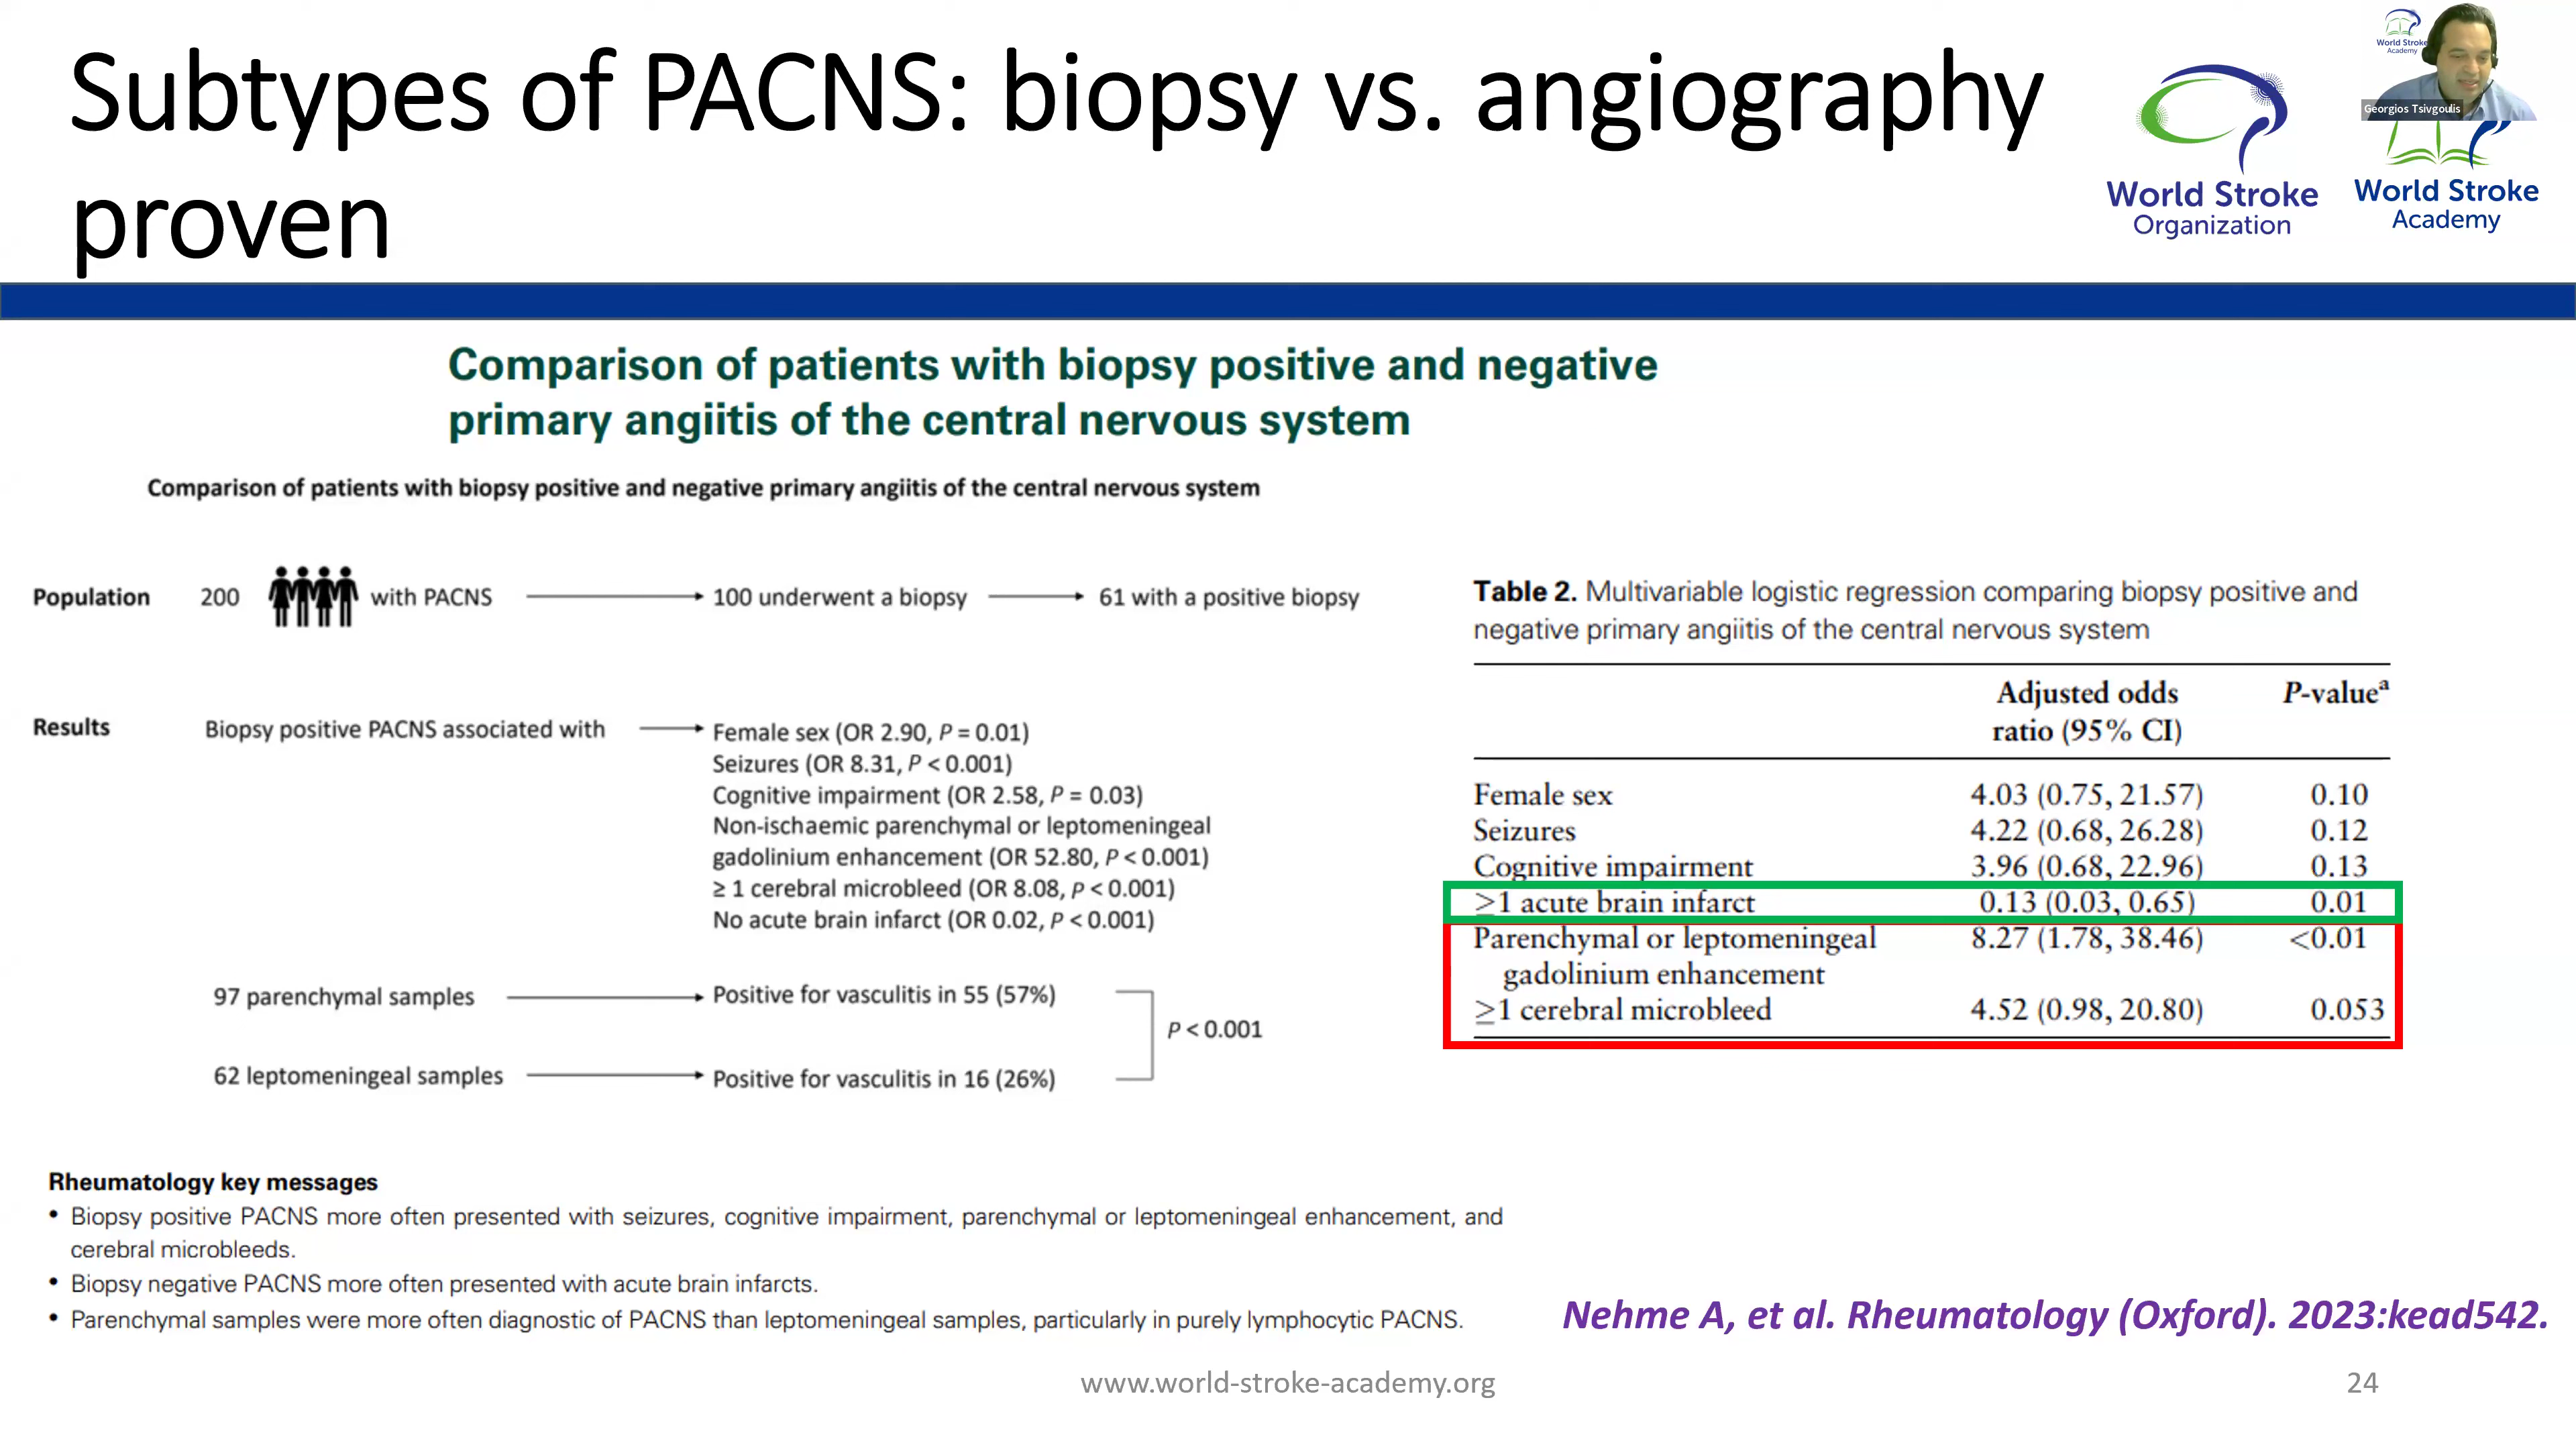 Subtypes of PACNS: biopsy vs. angiography
proven
World Stroke
Organization
World Stroke
Academy
Georgios Tsivgoulis
World Stroke
Academy
Comparison of patients with biopsy positive and negative
primary angiitis of the central nervous system
Comparison of patients with biopsy positive and negative primary angiitis of the central nervous system
Population 200 with PACNS 100 underwent a biopsy 61 with a positive biopsy
Results Biopsy positive PACNS associated with Female sex (OR 2.90, P = 0.01)
Seizures (OR 8.31, P < 0.001)
Cognitive impairment (OR 2.58, P = 0.03)
Non-ischaemic parenchymal or leptomeningeal
gadolinium enhancement (OR 52.80, P < 0.001)
≥ 1 cerebral microbleed (OR 8.08, P < 0.001)
No acute brain infarct (OR 0.02, P < 0.001)
97 parenchymal samples Positive for vasculitis in 55 (57%)
P < 0.001
62 leptomeningeal samples Positive for vasculitis in 16 (26%)
Table 2. Multivariable logistic regression comparing biopsy positive and
negative primary angiitis of the central nervous system
Adjusted odds P-valueᵃ
ratio (95% CI)
Female sex 4.03 (0.75, 21.57) 0.10
Seizures 4.22 (0.68, 26.28) 0.12
Cognitive impairment 3.96 (0.68, 22.96) 0.13
≥1 acute brain infarct 0.13 (0.03, 0.65) 0.01
Parenchymal or leptomeningeal 8.27 (1.78, 38.46) <0.01
gadolinium enhancement
≥1 cerebral microbleed 4.52 (0.98, 20.80) 0.053
Rheumatology key messages
• Biopsy positive PACNS more often presented with seizures, cognitive impairment, parenchymal or leptomeningeal enhancement, and
cerebral microbleeds.
• Biopsy negative PACNS more often presented with acute brain infarcts.
• Parenchymal samples were more often diagnostic of PACNS than leptomeningeal samples, particularly in purely lymphocytic PACNS.
Nehme A, et al. Rheumatology (Oxford). 2023:kead542.
www.world-stroke-academy.org
24